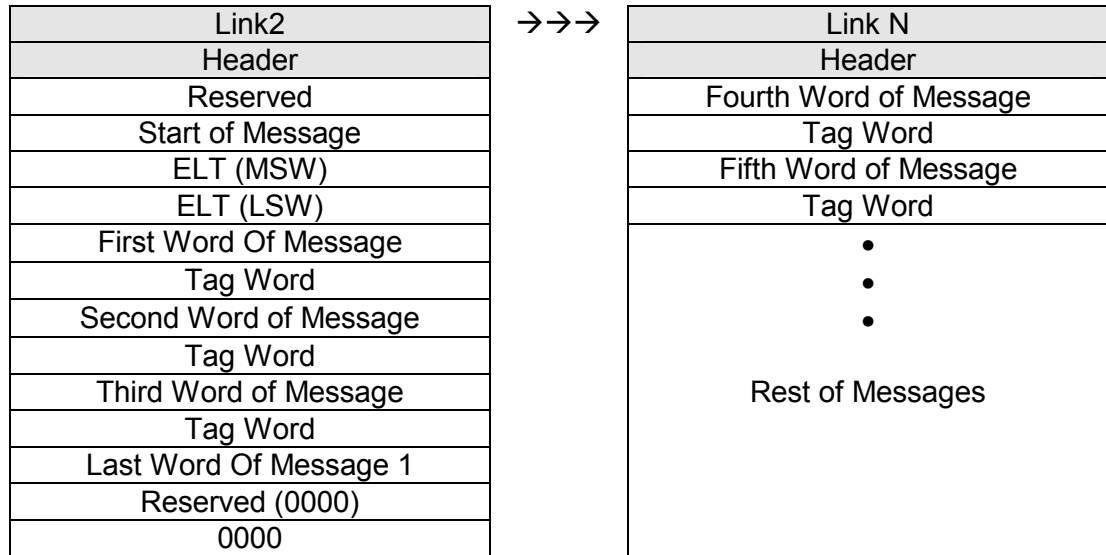 Link2
Header
Reserved
Start of Message
ELT (MSW)
ELT (LSW)
First Word Of Message
Tag Word
Second Word of Message
Tag Word
Third Word of Message
Tag Word
Last Word Of Message 1
Reserved (0000)
0000
→→→
Link N
Header
Fourth Word of Message
Tag Word
Fifth Word of Message
Tag Word
•
•
•
Rest of Messages